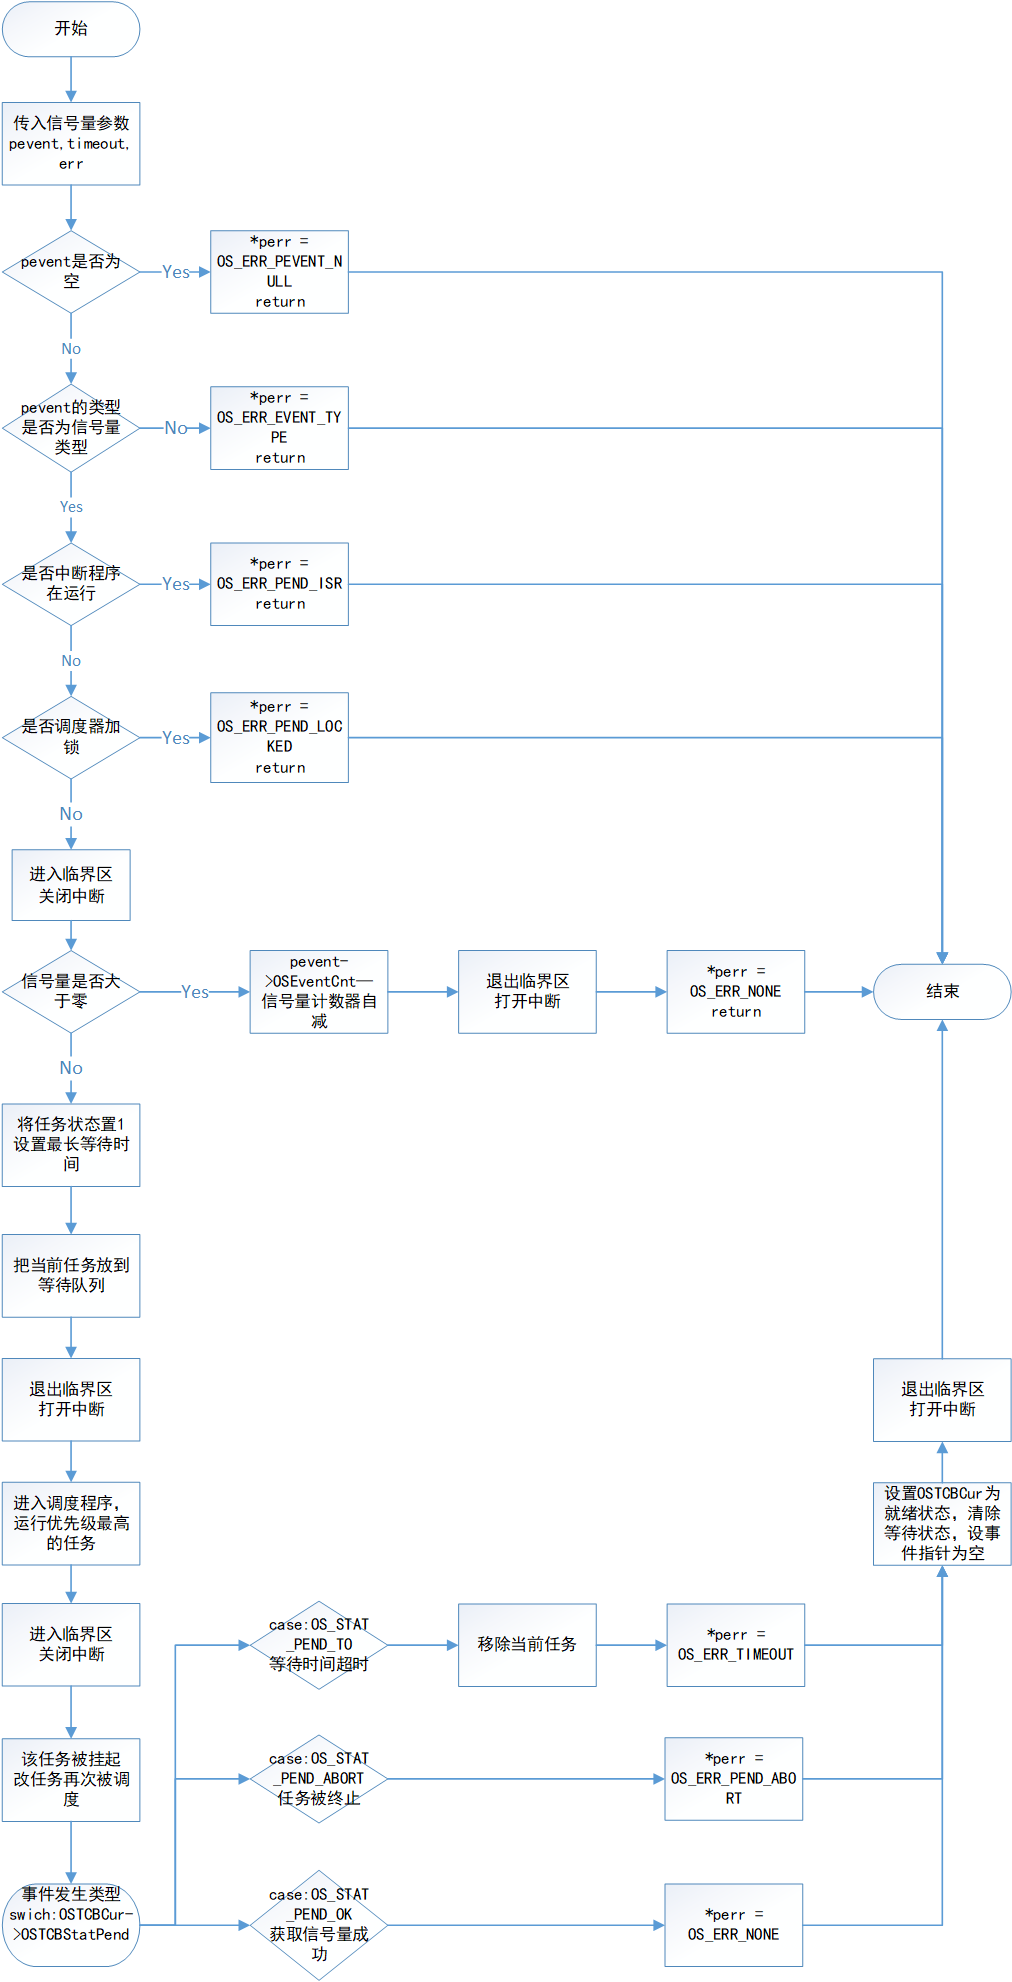 开始
传入信号量参数
pevent,timeout,
err
pevent是否为
空
Yes
*perr =
OS_ERR_PEVENT_N
ULL
return
No
pevent的类型
是否为信号量
类型
No
*perr =
OS_ERR_EVENT_TY
PE
return
Yes
是否中断程序
在运行
Yes
*perr =
OS_ERR_PEND_ISR
return
No
是否调度器加
锁
Yes
*perr =
OS_ERR_PEND_LOC
KED
return
No
进入临界区
关闭中断
信号量是否大
于零
Yes
pevent-
>OSEventCnt——
信号量计数器自
减
退出临界区
打开中断
*perr =
OS_ERR_NONE
return
结束
No
将任务状态置1
设置最长等待时
间
把当前任务放到
等待队列
退出临界区
打开中断
退出临界区
打开中断
进入调度程序，
运行优先级最高
的任务
设置OSTCBCur为
就绪状态，清除
等待状态，设事
件指针为空
进入临界区
关闭中断
case:OS_STAT
_PEND_TO
等待时间超时
移除当前任务
*perr =
OS_ERR_TIMEOUT
该任务被挂起
改任务再次被调
度
case:OS_STAT
_PEND_ABORT
任务被终止
*perr =
OS_ERR_PEND_ABO
RT
事件发生类型
swich:OSTCBCur-
>OSTCBStatPend
case:OS_STAT
_PEND_OK
获取信号量成
功
*perr =
OS_ERR_NONE